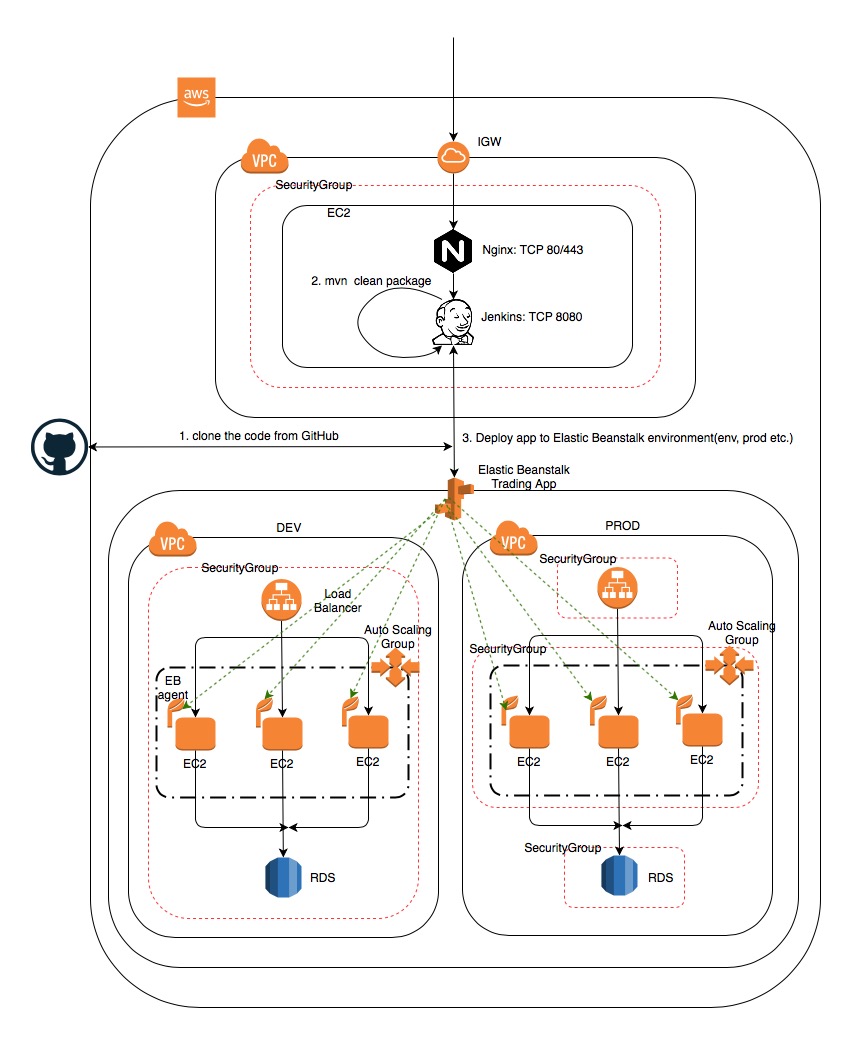 aws
IGW
VPC
SecurityGroup
EC2
Nginx: TCP 80/443
2. mvn clean package
Jenkins: TCP 8080
1. clone the code from GitHub
3. Deploy app to Elastic Beanstalk environment(env, prod etc.)
Elastic Beanstalk
Trading App
DEV
VPC
SecurityGroup
Load
Balancer
Auto Scaling
Group
EB
agent
EC2
EC2
EC2
RDS
PROD
VPC
SecurityGroup
Auto Scaling
Group
SecurityGroup
EC2
EC2
EC2
SecurityGroup
RDS